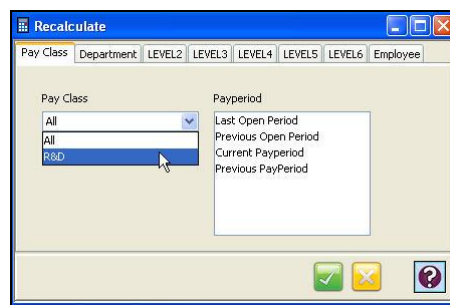 Recalculate
Pay Class Department LEVEL2 LEVEL3 LEVEL4 LEVEL5 LEVEL6 Employee
Pay Class
All
All
R&D
Payperiod
Last Open Period
Previous Open Period
Current Payperiod
Previous PayPeriod
?